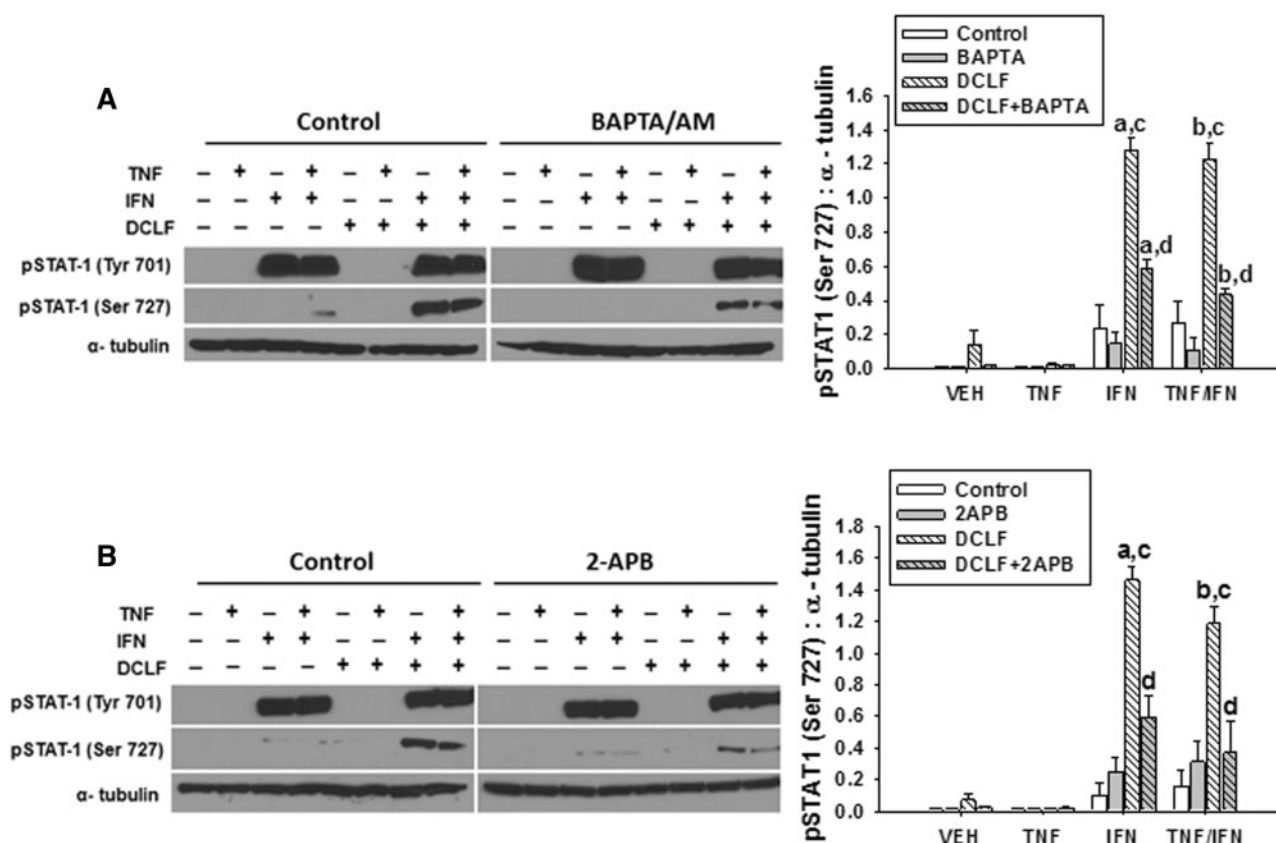 A
Control BAPTA/AM
TNF – + – + – + – + – + – + – + – +
IFN – – + + – – + + – – + + – – + +
DCLF – – – – + + + + – – – – + + + +
pSTAT-1 (Tyr 701)
pSTAT-1 (Ser 727)
α- tubulin
Control
BAPTA
DCLF
DCLF+BAPTA
pSTAT1 (Ser 727) : α - tubulin
1.6
1.4
1.2
1.0
0.8
0.6
0.4
0.2
0.0
a,c
a,d
b,c
b,d
VEH TNF IFN TNF/IFN
B
Control 2-APB
TNF – + – + – + – + – + – + – + – +
IFN – – + + – – + + – – + + – – + +
DCLF – – – – + + + + – – – – + + + +
pSTAT-1 (Tyr 701)
pSTAT-1 (Ser 727)
α- tubulin
Control
2APB
DCLF
DCLF+2APB
pSTAT1 (Ser 727) : α - tubulin
1.8
1.6
1.4
1.2
1.0
0.8
0.6
0.4
0.2
0.0
a,c
d
b,c
d
VEH TNF IFN TNF/IFN